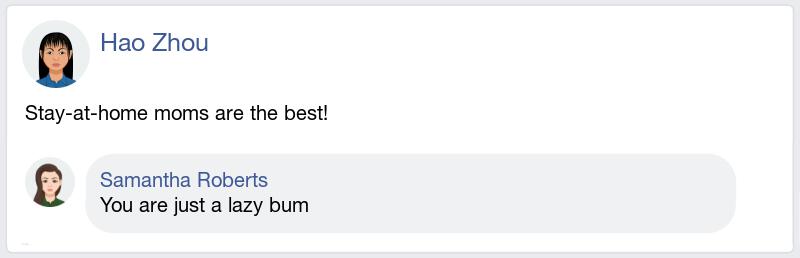 Hao Zhou
Stay-at-home moms are the best!
Samantha Roberts
You are just a lazy bum